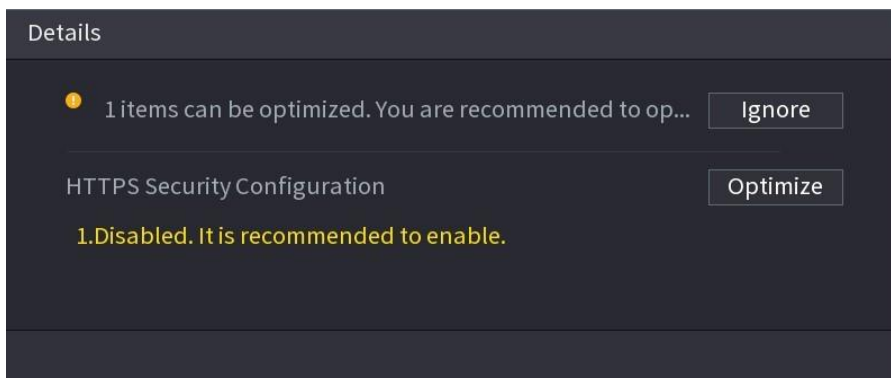 Details
! 1 items can be optimized. You are recommended to op... Ignore
HTTPS Security Configuration Optimize
1.Disabled. It is recommended to enable.